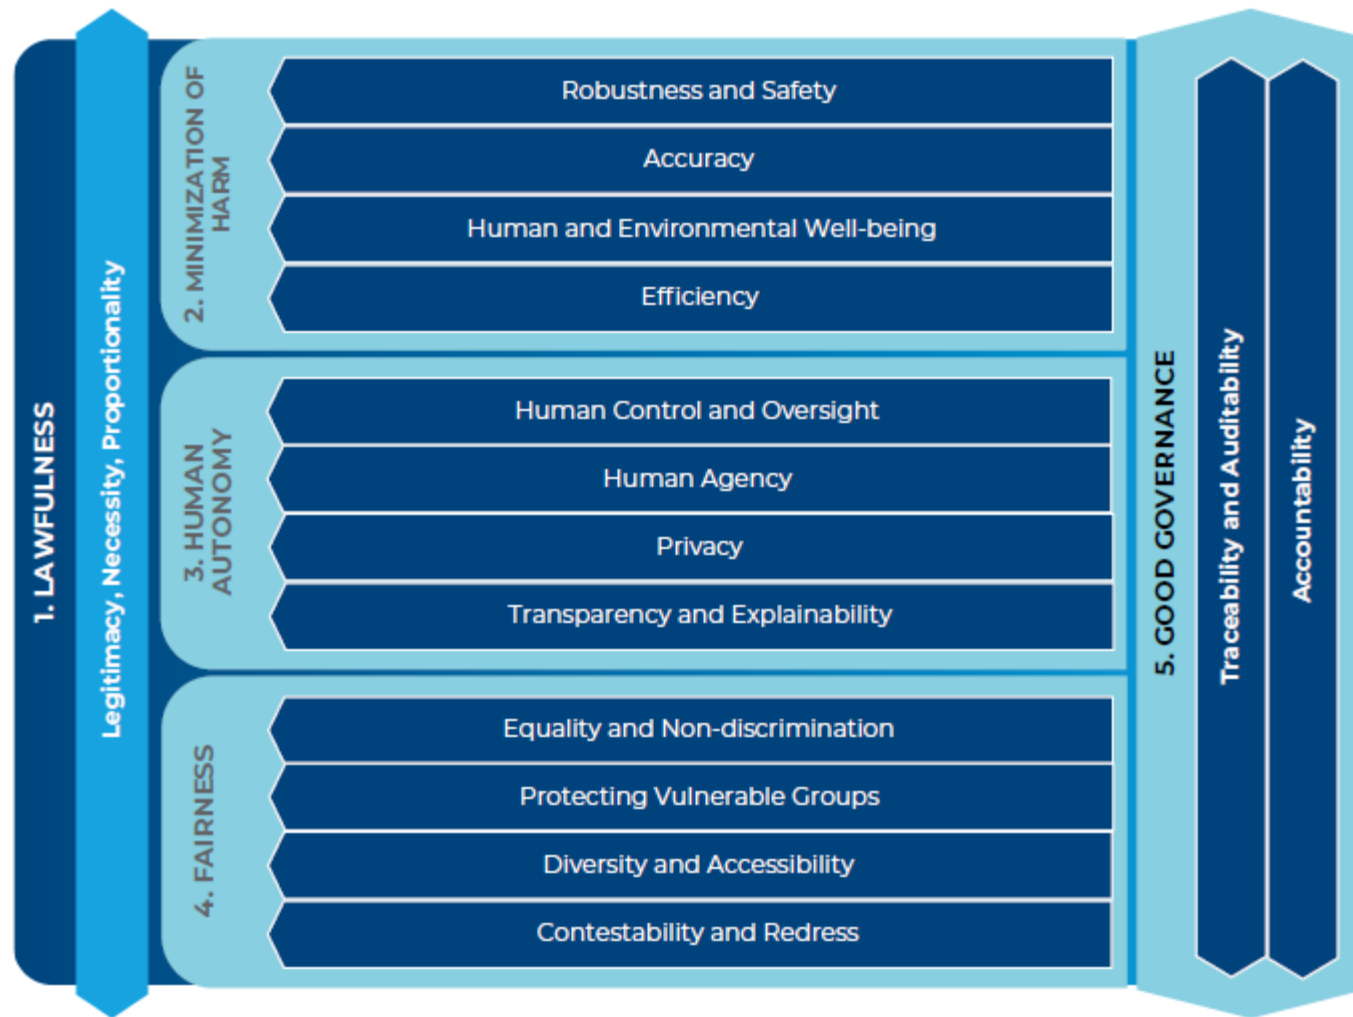 1. LAWFULNESS
Legitimacy, Necessity, Proportionality
2. MINIMIZATION OF
HARM
Robustness and Safety
Accuracy
Human and Environmental Well-being
Efficiency
3. HUMAN
AUTONOMY
Human Control and Oversight
Human Agency
Privacy
Transparency and Explainability
4. FAIRNESS
Equality and Non-discrimination
Protecting Vulnerable Groups
Diversity and Accessibility
Contestability and Redress
5. GOOD GOVERNANCE
Traceability and Auditability
Accountability